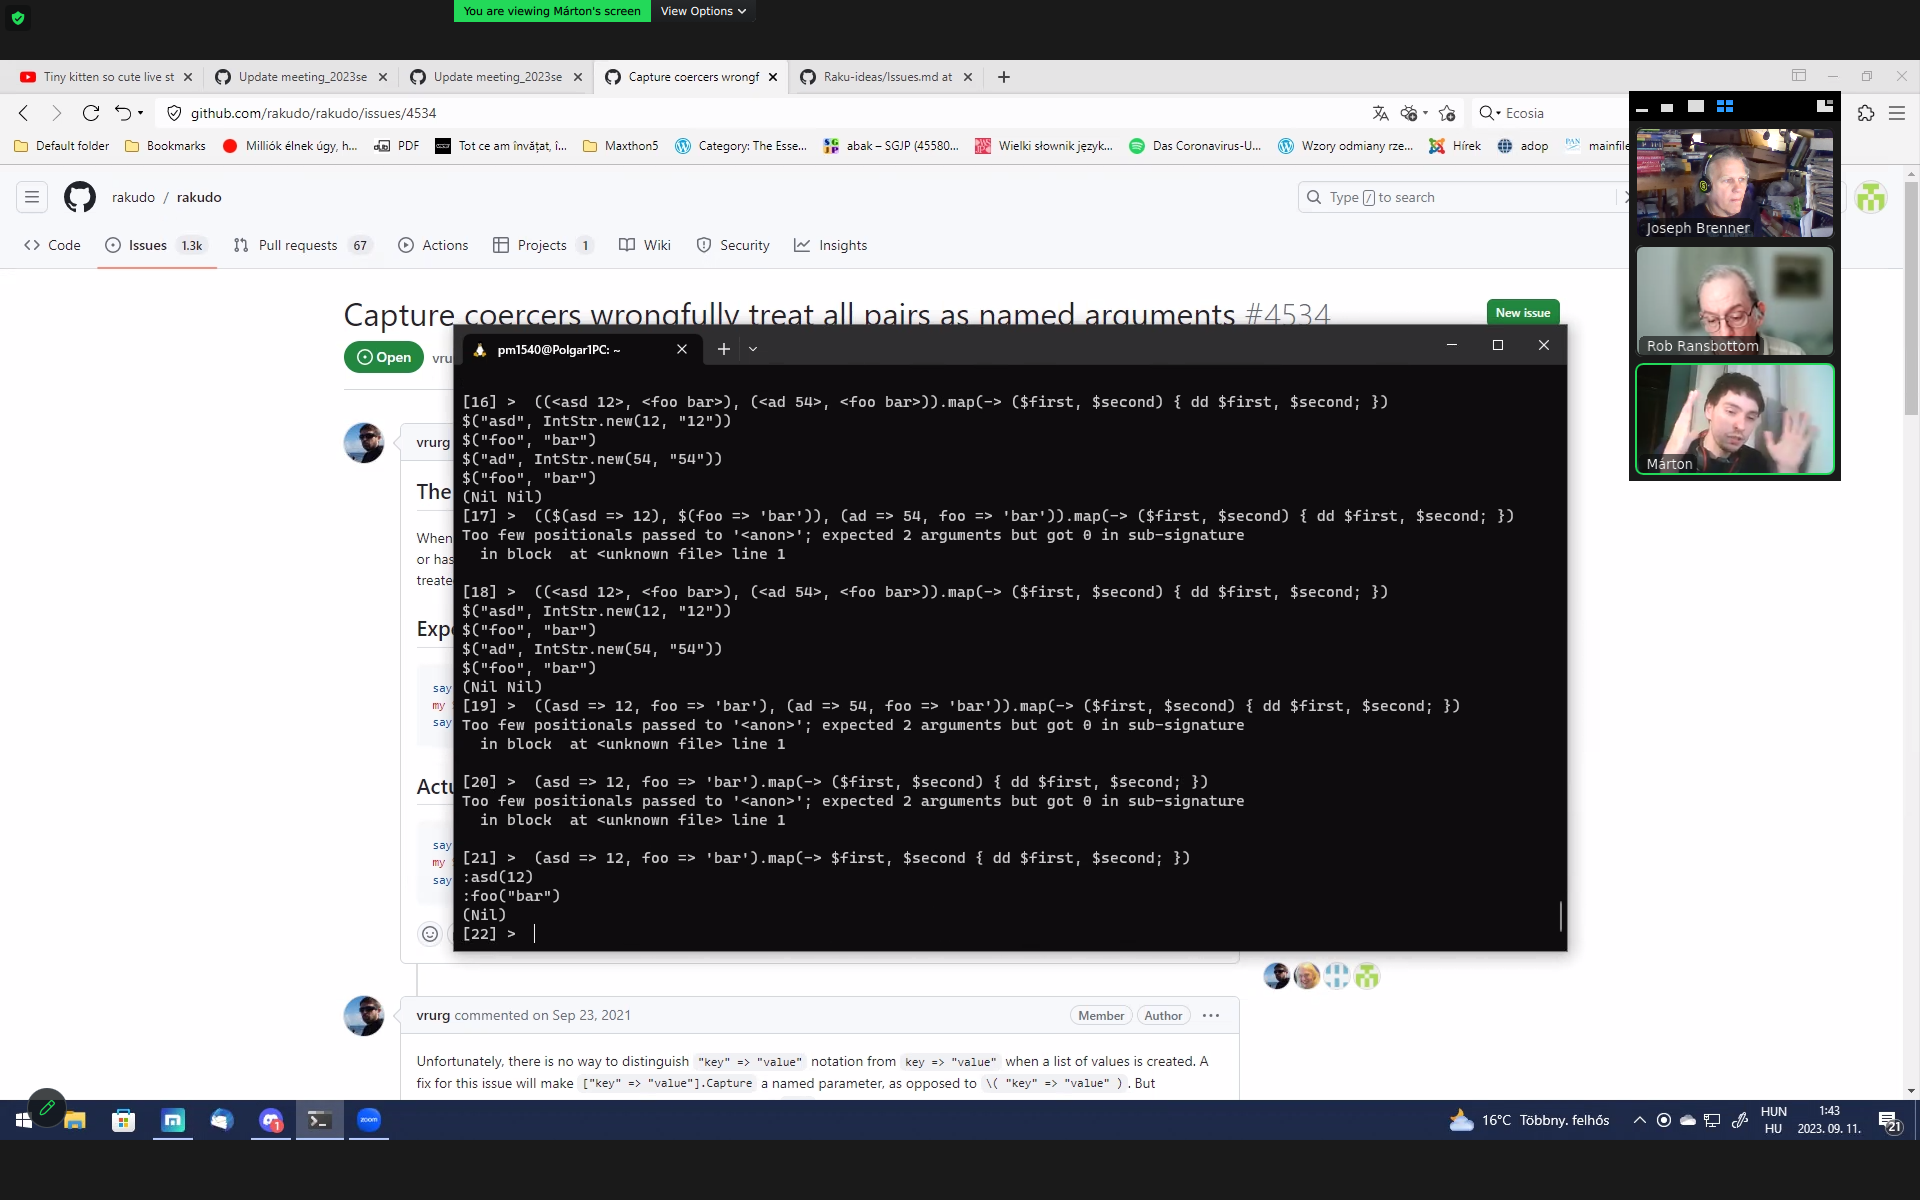 You are viewing Márton's screen
View Options
Tiny kitten so cute live st
Update meeting_2023se
Update meeting_2023se
Capture coercers wrongf
Raku-ideas/Issues.md at
github.com/rakudo/rakudo/issues/4534
Ecosia
Default folder
Bookmarks
Milliók élnek úgy, h...
PDF
Tot ce am învățat, î...
Maxthon5
Category: The Esse...
abak – SGJP (45580...
Wielki słownik język...
Das Coronavirus-U...
Wzory odmiany rze...
Hírek
adop
mainfile
rakudo / rakudo
Type / to search
Code
Issues 1.3k
Pull requests 67
Actions
Projects 1
Wiki
Security
Insights
Joseph Brenner
Rob Ransbottom
Márton
Capture coercers wrongfully treat all pairs as named arguments #4534
New issue
Open
vru
vrurg
The
When
or has
treate
Expe
say
my
say
Actu
say
my
say
pm1540@Polgar1PC: ~
[16] > ((<asd 12>, <foo bar>), (<ad 54>, <foo bar>)).map(-> ($first, $second) { dd $first, $second; })
$("asd", IntStr.new(12, "12"))
$("foo", "bar")
$("ad", IntStr.new(54, "54"))
$("foo", "bar")
(Nil Nil)
[17] > (($(asd => 12), $(foo => 'bar')), (ad => 54, foo => 'bar')).map(-> ($first, $second) { dd $first, $second; })
Too few positionals passed to '<anon>'; expected 2 arguments but got 0 in sub-signature
in block at <unknown file> line 1
[18] > ((<asd 12>, <foo bar>), (<ad 54>, <foo bar>)).map(-> ($first, $second) { dd $first, $second; })
$("asd", IntStr.new(12, "12"))
$("foo", "bar")
$("ad", IntStr.new(54, "54"))
$("foo", "bar")
(Nil Nil)
[19] > ((asd => 12, foo => 'bar'), (ad => 54, foo => 'bar')).map(-> ($first, $second) { dd $first, $second; })
Too few positionals passed to '<anon>'; expected 2 arguments but got 0 in sub-signature
in block at <unknown file> line 1
[20] > (asd => 12, foo => 'bar').map(-> ($first, $second) { dd $first, $second; })
Too few positionals passed to '<anon>'; expected 2 arguments but got 0 in sub-signature
in block at <unknown file> line 1
[21] > (asd => 12, foo => 'bar').map(-> $first, $second { dd $first, $second; })
:asd(12)
:foo("bar")
(Nil)
[22] >
vrurg commented on Sep 23, 2021
Member
Author
Unfortunately, there is no way to distinguish "key" => "value" notation from key => "value" when a list of values is created. A
fix for this issue will make ["key" => "value"].Capture a named parameter, as opposed to \( "key" => "value" ). But
zoom
1
16°C Többny. felhős
HUN
HU
1:43
2023. 09. 11.
21